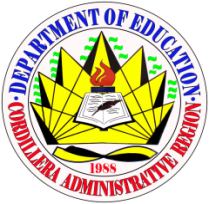 DEPARTMENT OF EDUCATION
1988
CORDILLERA ADMINISTRATIVE REGION